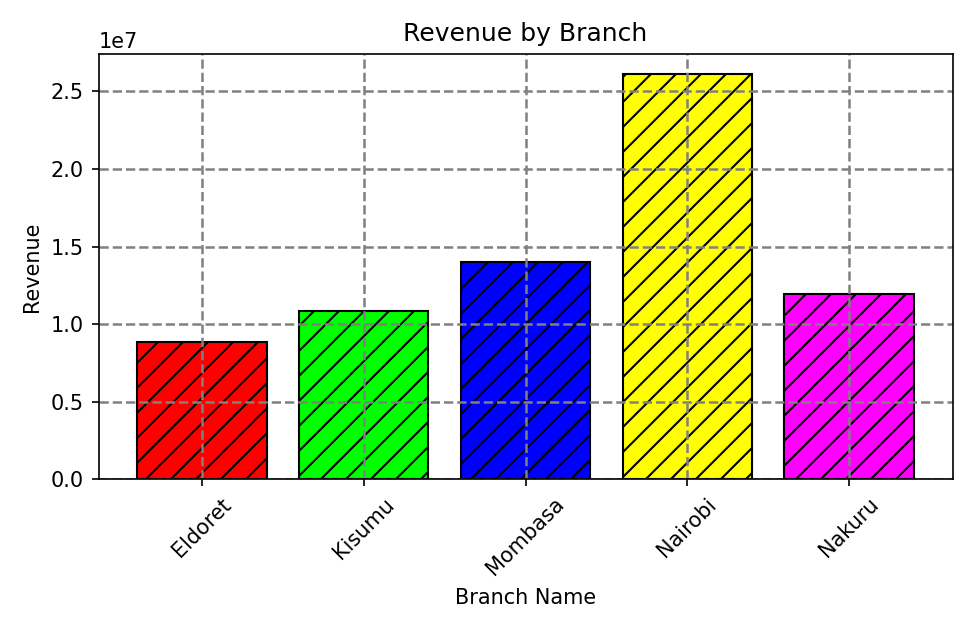 Revenue by Branch
1e7
2.5
2.0
1.5
1.0
0.5
0.0
Revenue
Eldoret
Kisumu
Mombasa
Nairobi
Nakuru
Branch Name